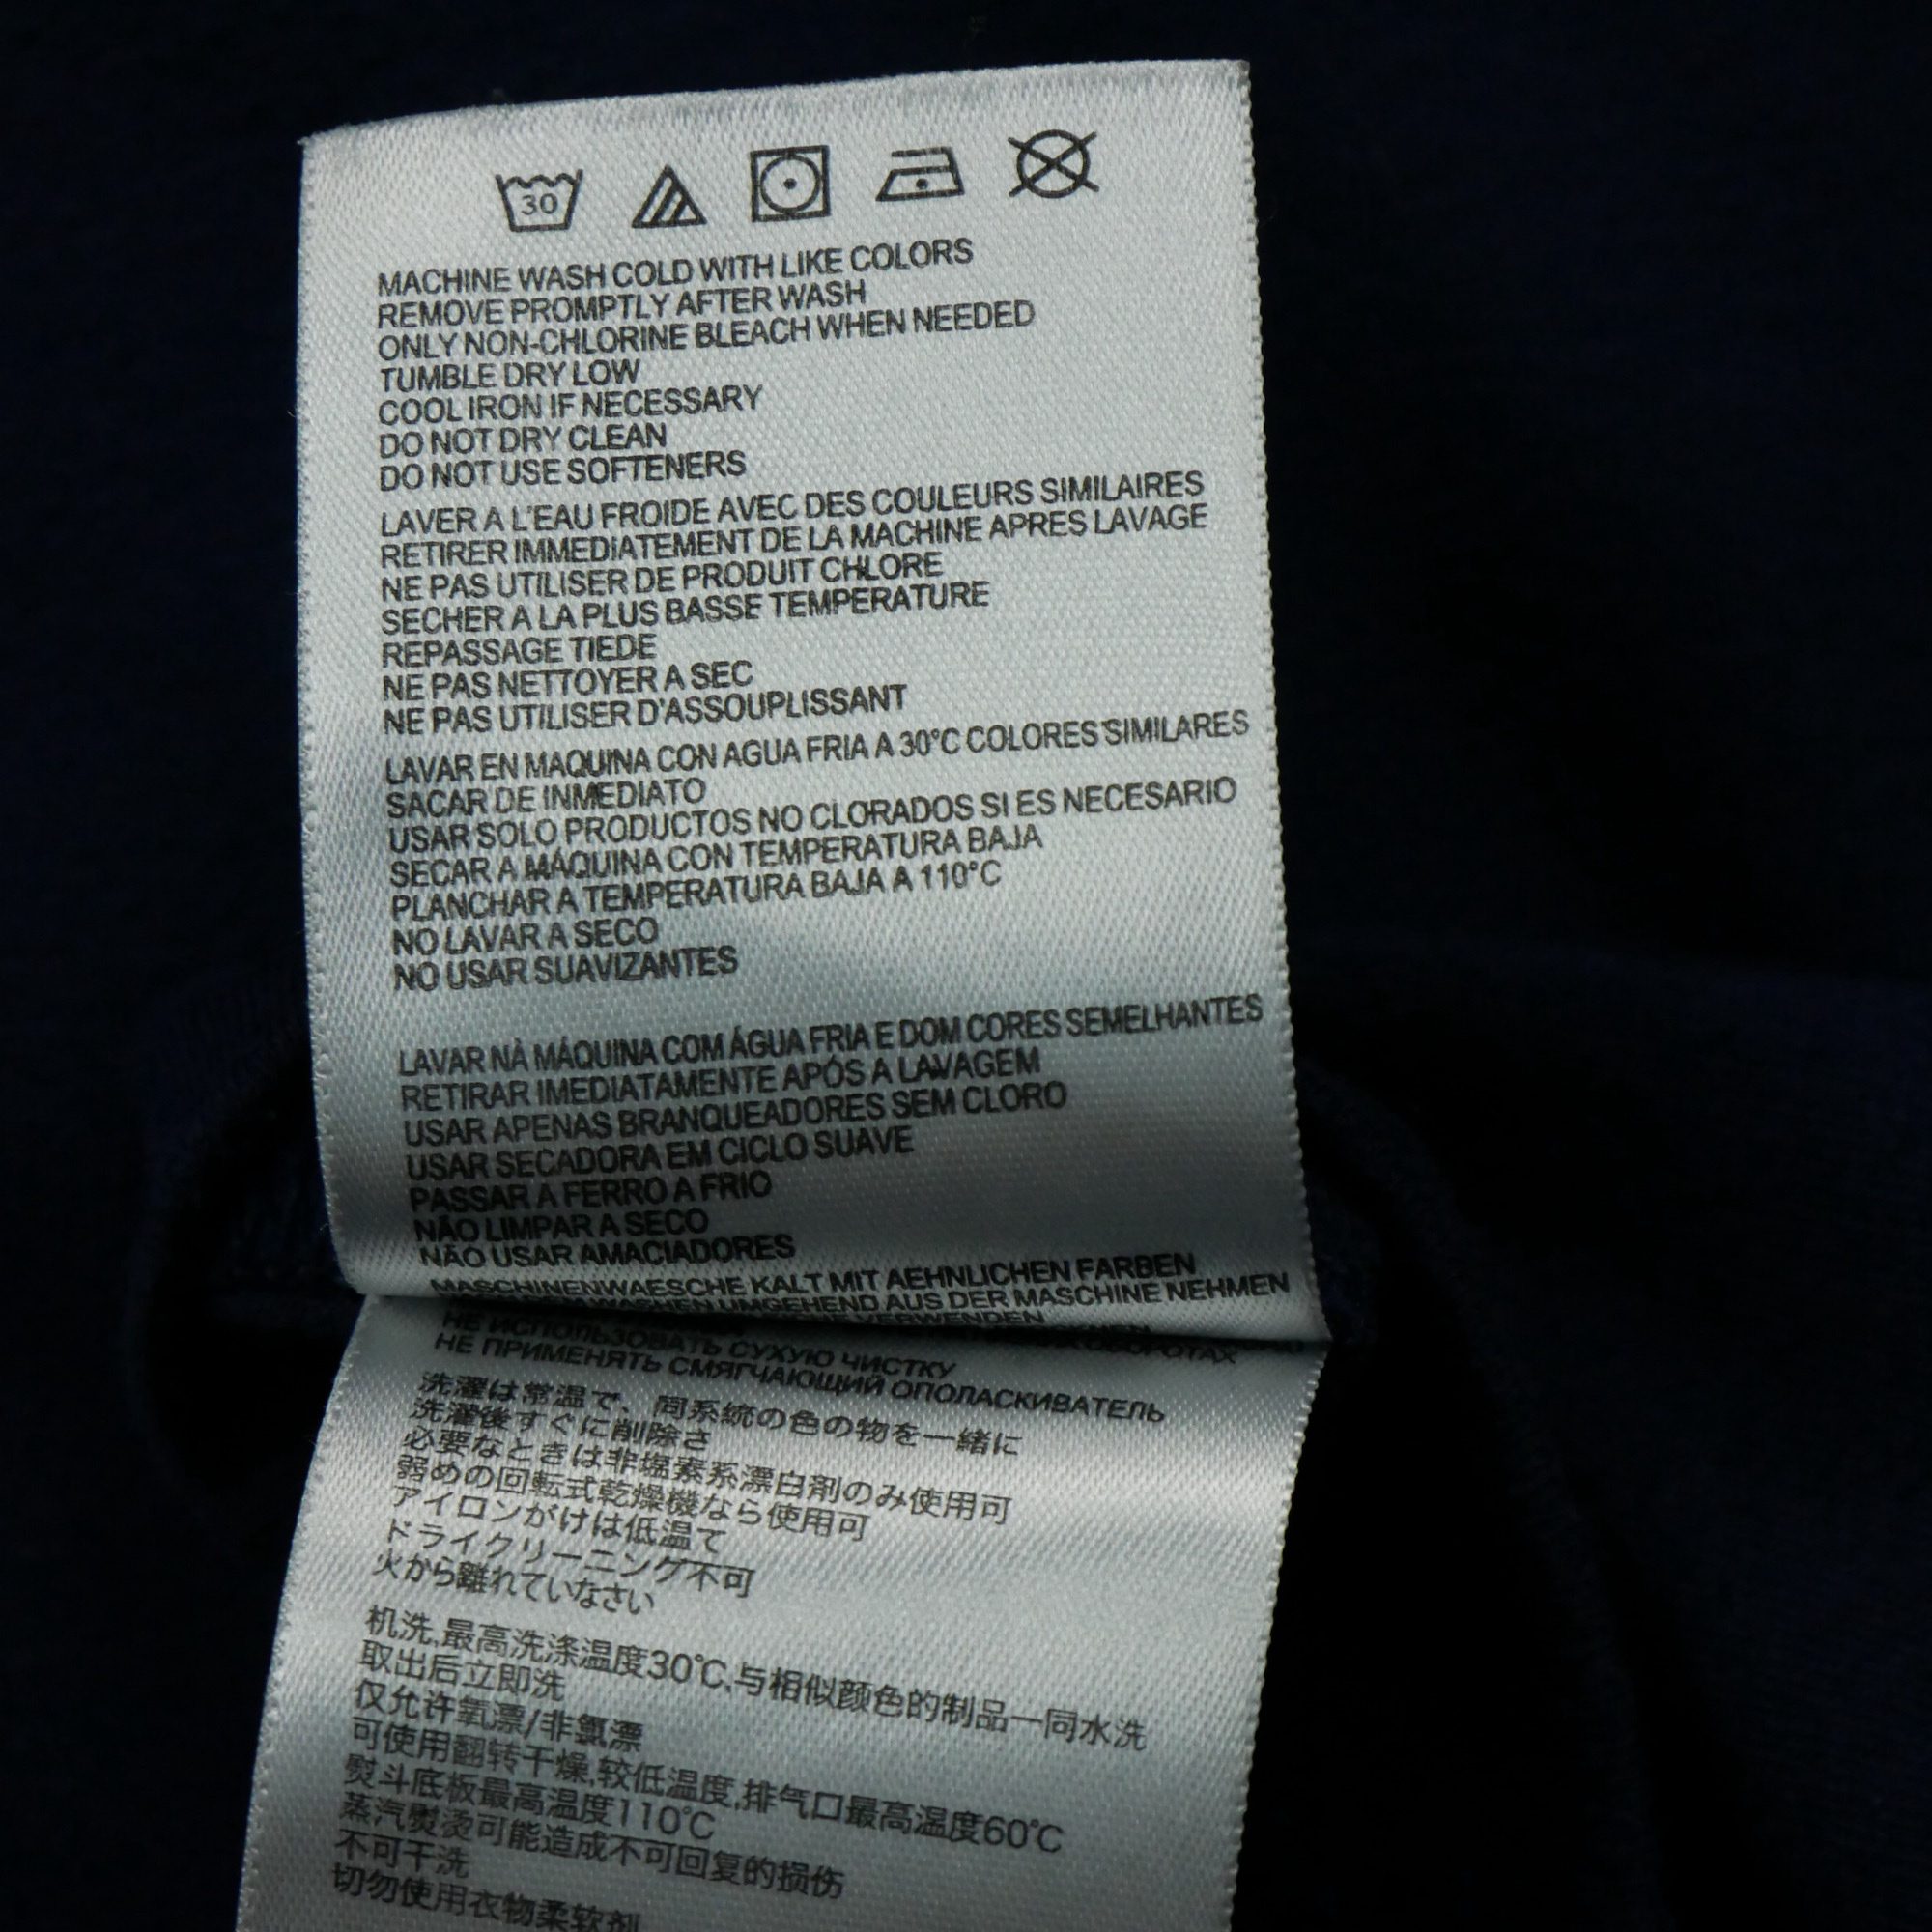 30
MACHINE WASH COLD WITH LIKE COLORS
REMOVE PROMPTLY AFTER WASH
ONLY NON-CHLORINE BLEACH WHEN NEEDED
TUMBLE DRY LOW
COOL IRON IF NECESSARY
DO NOT DRY CLEAN
DO NOT USE SOFTENERS
LAVER A L'EAU FROIDE AVEC DES COULEURS SIMILAIRES
RETIRER IMMEDIATEMENT DE LA MACHINE APRES LAVAGE
NE PAS UTILISER DE PRODUIT CHLORE
SECHER A LA PLUS BASSE TEMPERATURE
REPASSAGE TIEDE
NE PAS NETTOYER A SEC
NE PAS UTILISER D'ASSOUPLISSANT
LAVAR EN MAQUINA CON AGUA FRIA A 30°C COLORES SIMILARES
SACAR DE INMEDIATO
USAR SOLO PRODUCTOS NO CLORADOS SI ES NECESARIO
SECAR A MÁQUINA CON TEMPERATURA BAJA
PLANCHAR A TEMPERATURA BAJA A 110°C
NO LAVAR A SECO
NO USAR SUAVIZANTES
LAVAR NÀ MÁQUINA COM ÁGUA FRIA E DOM CORES SEMELHANTES
RETIRAR IMEDIATAMENTE APÓS A LAVAGEM
USAR APENAS BRANQUEADORES SEM CLORO
USAR SECADORA EM CICLO SUAVE
PASSAR A FERRO A FRIO
NÃO LIMPAR A SECO
NÃO USAR AMACIADORES
MASCHINENWAESCHE KALT MIT AEHNLICHEN FARBEN
UMGEHEND AUS DER MASCHINE NEHMEN
VERWENDEN
ОБОРОТАХ
НЕ ИСПОЛЬЗОВАТЬ СУХУЮ ЧИСТКУ
НЕ ПРИМЕНЯТЬ СМЯГЧАЮЩИЙ ОПОЛАСКИВАТЕЛЬ
洗濯は常温で、同系統の色の物を一緒に
洗濯後すぐに削除さ
必要なときは非塩素系漂白剤のみ使用可
弱めの回転式乾燥機なら使用可
アイロンがけは低温て
ドライクリーニング不可
火から離れていなさい
机洗,最高洗涤温度30℃,与相似颜色的制品一同水洗
取出后立即洗
仅允许氧漂/非氯漂
可使用翻转干燥,较低温度,排气口最高温度60℃
熨斗底板最高温度110℃
蒸汽熨烫可能造成不可回复的损伤
不可干洗
切勿使用衣物柔软剂